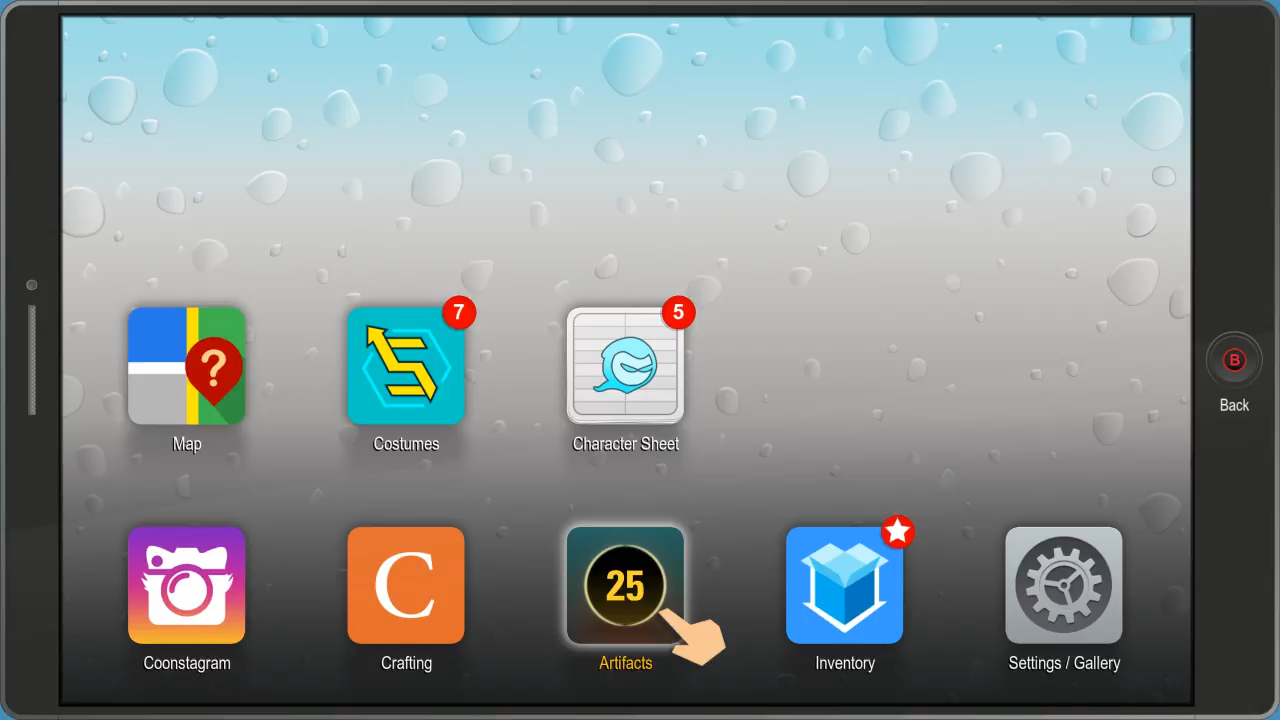 7
5
?
Map
Costumes
Character Sheet
B
Back
C
25
Coonstagram
Crafting
Artifacts
Inventory
Settings / Gallery